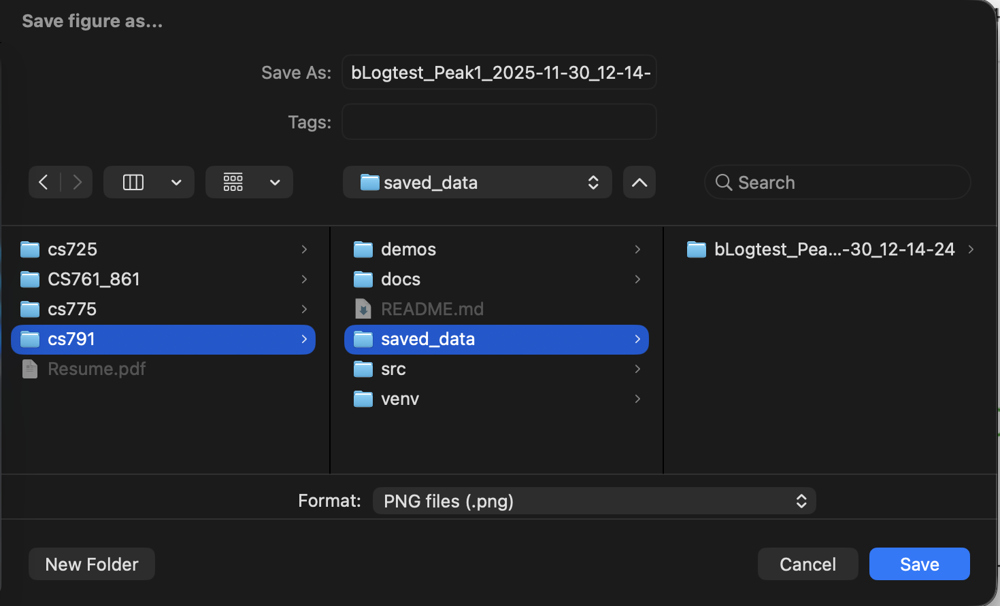 Save figure as...
Save As: bLogtest_Peak1_2025-11-30_12-14-
Tags:
saved_data
Search
cs725
CS761_861
cs775
cs791
Resume.pdf
demos
docs
README.md
saved_data
src
venv
bLogtest_Pea...-30_12-14-24
Format: PNG files (.png)
New Folder
Cancel
Save